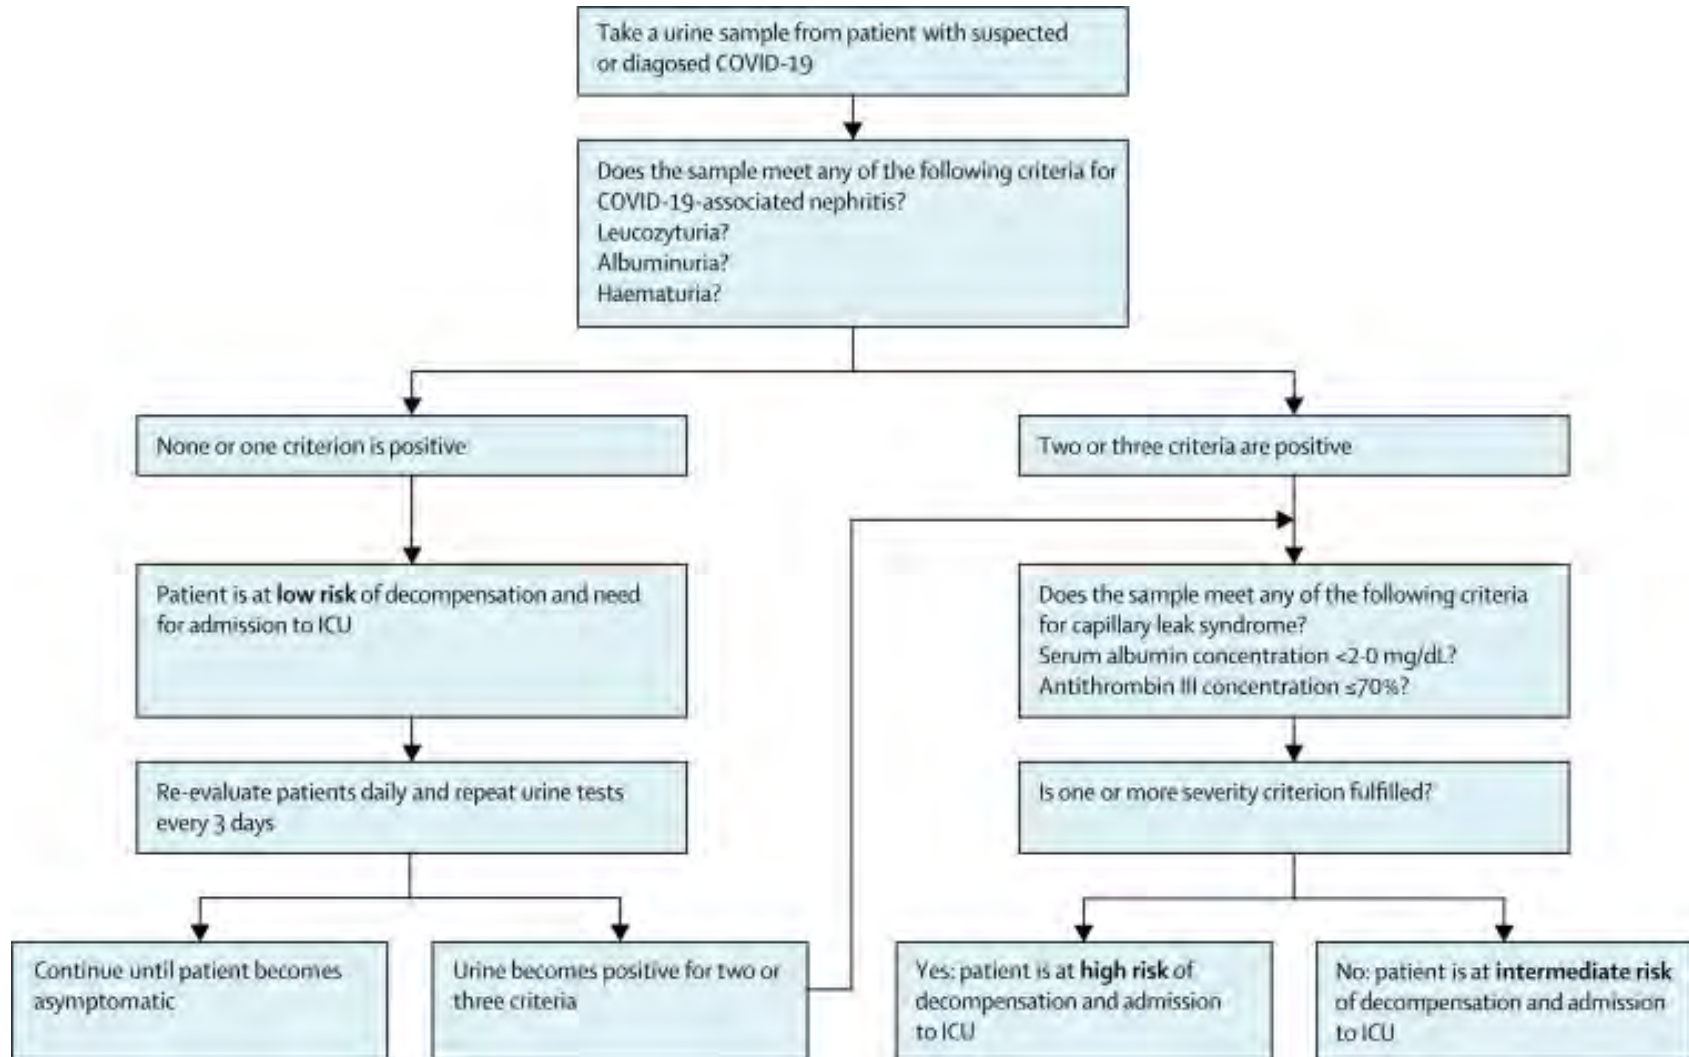 Take a urine sample from patient with suspected
or diagosed COVID-19
Does the sample meet any of the following criteria for
COVID-19-associated nephritis?
Leucozyturia?
Albuminuria?
Haematuria?
None or one criterion is positive
Two or three criteria are positive
Patient is at low risk of decompensation and need
for admission to ICU
Does the sample meet any of the following criteria
for capillary leak syndrome?
Serum albumin concentration <2·0 mg/dL?
Antithrombin III concentration ≤70%?
Re-evaluate patients daily and repeat urine tests
every 3 days
Is one or more severity criterion fulfilled?
Continue until patient becomes
asymptomatic
Urine becomes positive for two or
three criteria
Yes: patient is at high risk of
decompensation and admission
to ICU
No: patient is at intermediate risk
of decompensation and admission
to ICU